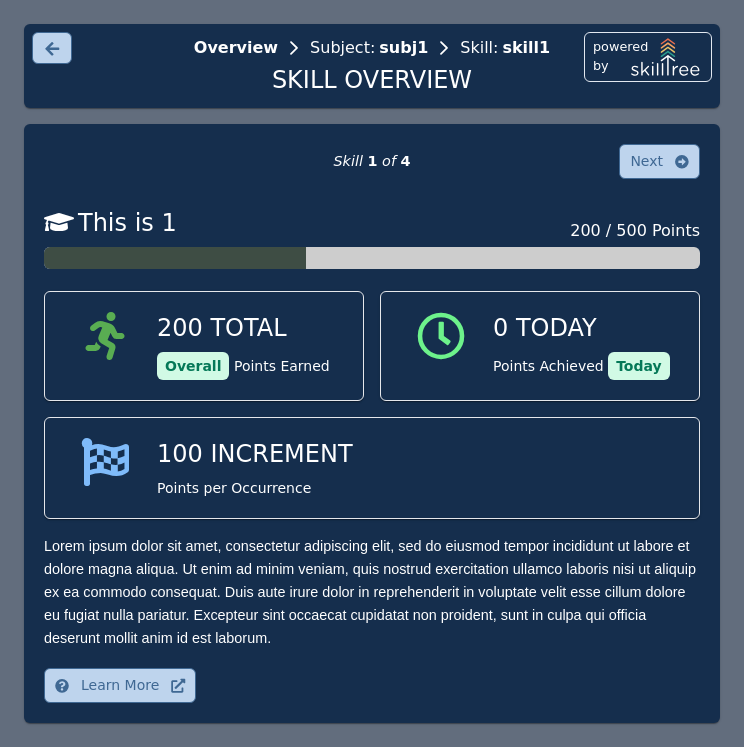 Overview > Subject: subj1 > Skill: skill1
SKILL OVERVIEW
powered
by skilltree
Skill 1 of 4
Next
This is 1
200 / 500 Points
200 TOTAL
Overall Points Earned
0 TODAY
Points Achieved Today
100 INCREMENT
Points per Occurrence
Lorem ipsum dolor sit amet, consectetur adipiscing elit, sed do eiusmod tempor incididunt ut labore et
dolore magna aliqua. Ut enim ad minim veniam, quis nostrud exercitation ullamco laboris nisi ut aliquip
ex ea commodo consequat. Duis aute irure dolor in reprehenderit in voluptate velit esse cillum dolore
eu fugiat nulla pariatur. Excepteur sint occaecat cupidatat non proident, sunt in culpa qui officia
deserunt mollit anim id est laborum.
Learn More